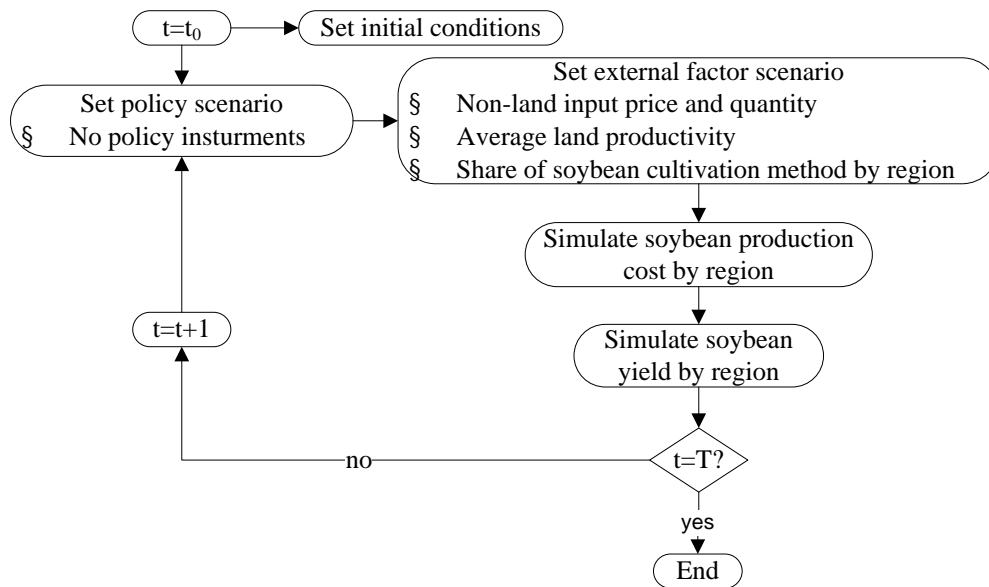 t=t0
Set initial conditions
Set policy scenario
§ No policy insturments
Set external factor scenario
§ Non-land input price and quantity
§ Average land productivity
§ Share of soybean cultivation method by region
Simulate soybean production
cost by region
t=t+1
Simulate soybean
yield by region
no
t=T?
yes
End